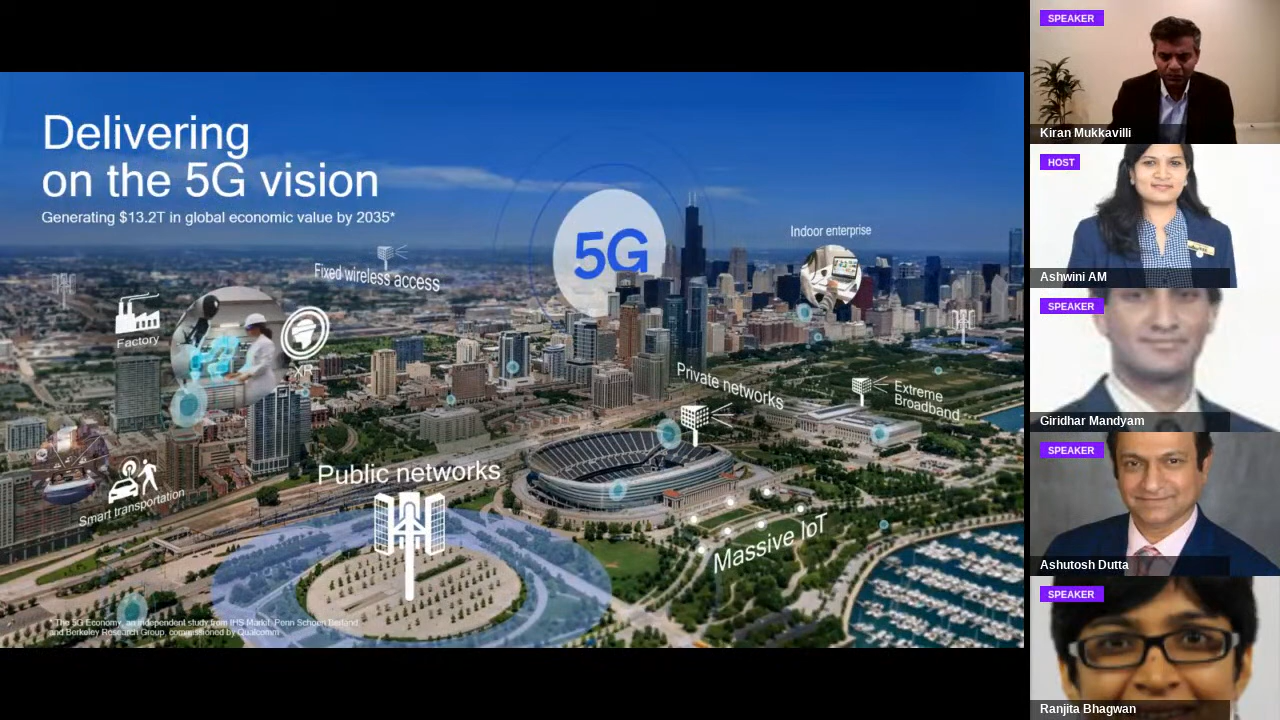 Delivering
on the 5G vision
Generating $13.2T in global economic value by 2035*
5G
Indoor enterprise
Fixed wireless access
Factory
XR
Private networks
Extreme
Broadband
Public networks
Smart transportation
Massive IoT
* The 5G Economy, an independent study from IHS Markit, Penn Schoen Berland
and Berkeley Research Group, commissioned by Qualcomm
SPEAKER
Kiran Mukkavilli
HOST
Ashwini AM
SPEAKER
Giridhar Mandyam
SPEAKER
Ashutosh Dutta
SPEAKER
Ranjita Bhagwan